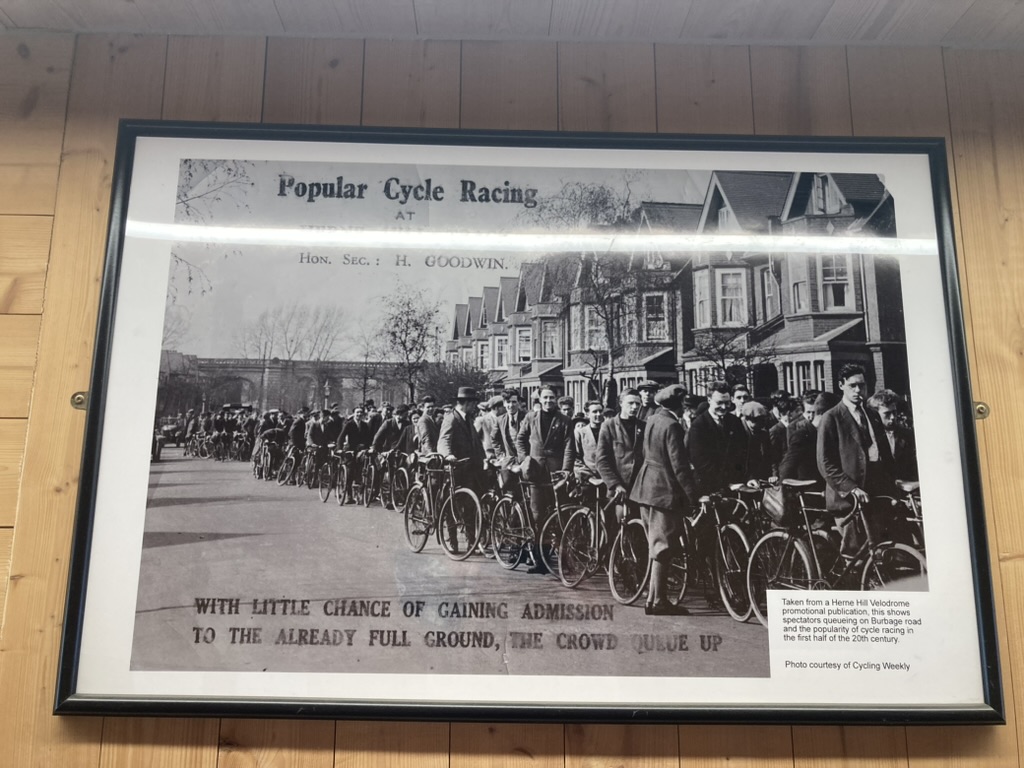 Popular Cycle Racing
AT
HON. SEC.: H. GOODWIN.
WITH LITTLE CHANCE OF GAINING ADMISSION
TO THE ALREADY FULL GROUND, THE CROWD QUEUE UP
Taken from a Herne Hill Velodrome
promotional publication, this shows
spectators queueing on Burbage road
and the popularity of cycle racing in
the first half of the 20th century.
Photo courtesy of Cycling Weekly